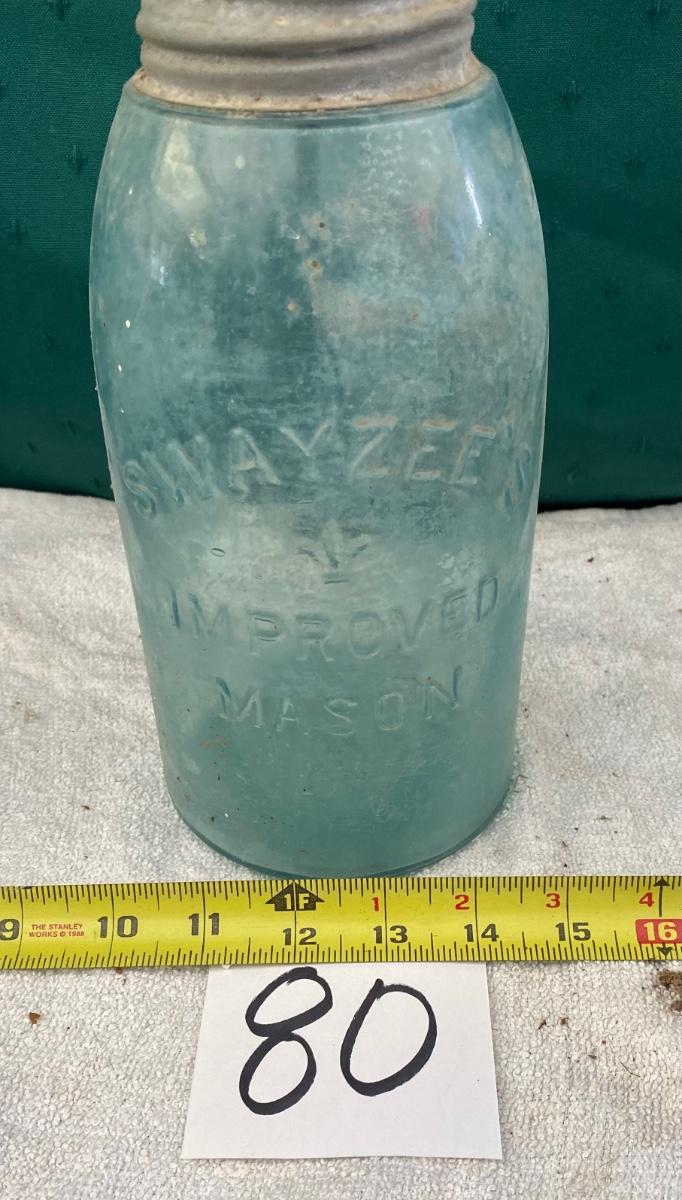 SWAYZEE'S
IMPROVED
MASON
1F 1 2 3 4
9 THE STANLEY WORKS © 1988 10 11 12 13 14 15 16
80